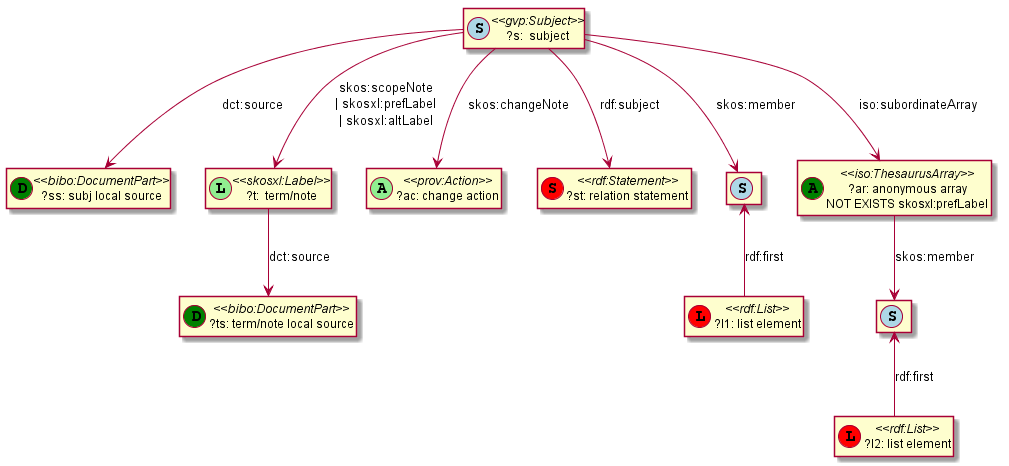 S
<<gvp:Subject>>
?s:  subject
dct:source
skos:scopeNote
| skosxl:prefLabel
| skosxl:altLabel
skos:changeNote
rdf:subject
skos:member
iso:subordinateArray
D
<<bibo:DocumentPart>>
?ss: subj local source
L
<<skosxl:Label>>
?t:  term/note
A
<<prov:Action>>
?ac: change action
S
<<rdf:Statement>>
?st: relation statement
S
A
<<iso:ThesaurusArray>>
?ar: anonymous array
NOT EXISTS skosxl:prefLabel
dct:source
rdf:first
skos:member
D
<<bibo:DocumentPart>>
?ts: term/note local source
L
<<rdf:List>>
?l1: list element
S
rdf:first
L
<<rdf:List>>
?l2: list element